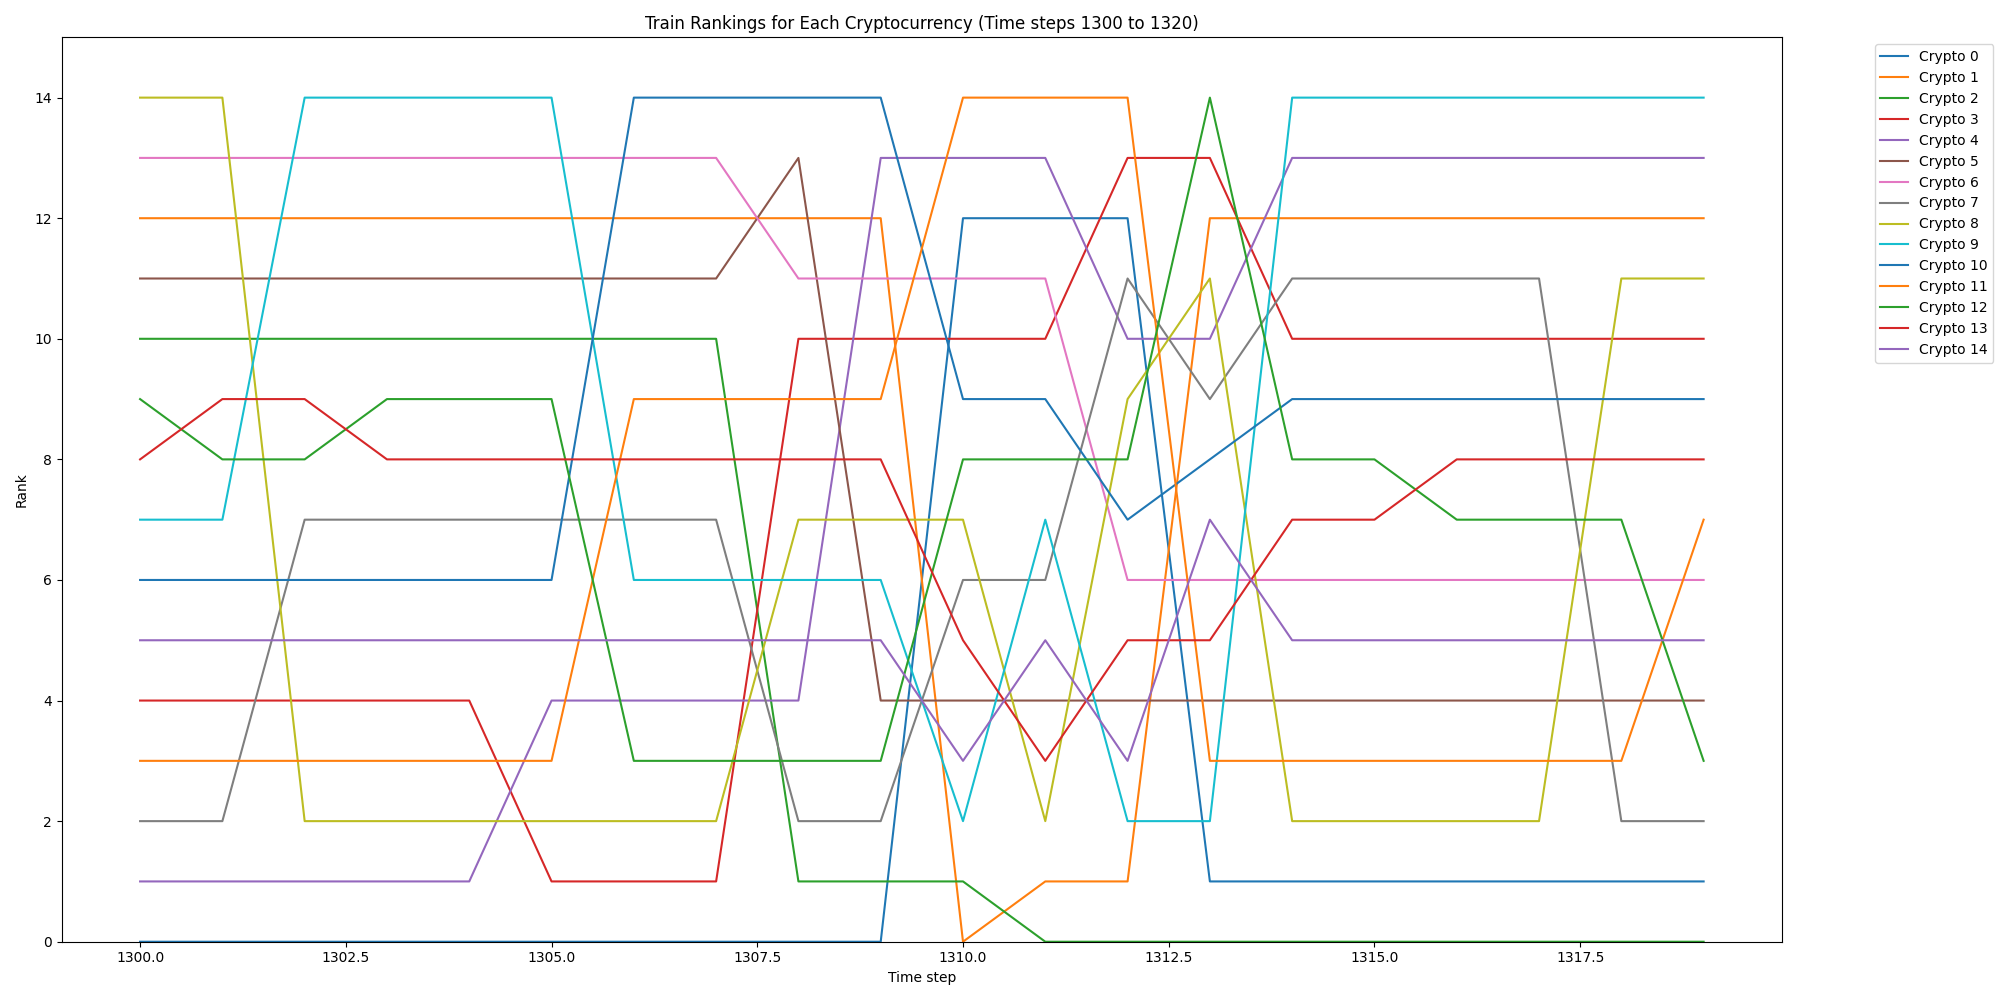 Train Rankings for Each Cryptocurrency (Time steps 1300 to 1320)
Crypto 0
Crypto 1
Crypto 2
Crypto 3
Crypto 4
Crypto 5
Crypto 6
Crypto 7
Crypto 8
Crypto 9
Crypto 10
Crypto 11
Crypto 12
Crypto 13
Crypto 14
14
12
10
8
6
4
2
0
Rank
1300.0 1302.5 1305.0 1307.5 1310.0 1312.5 1315.0 1317.5
Time step